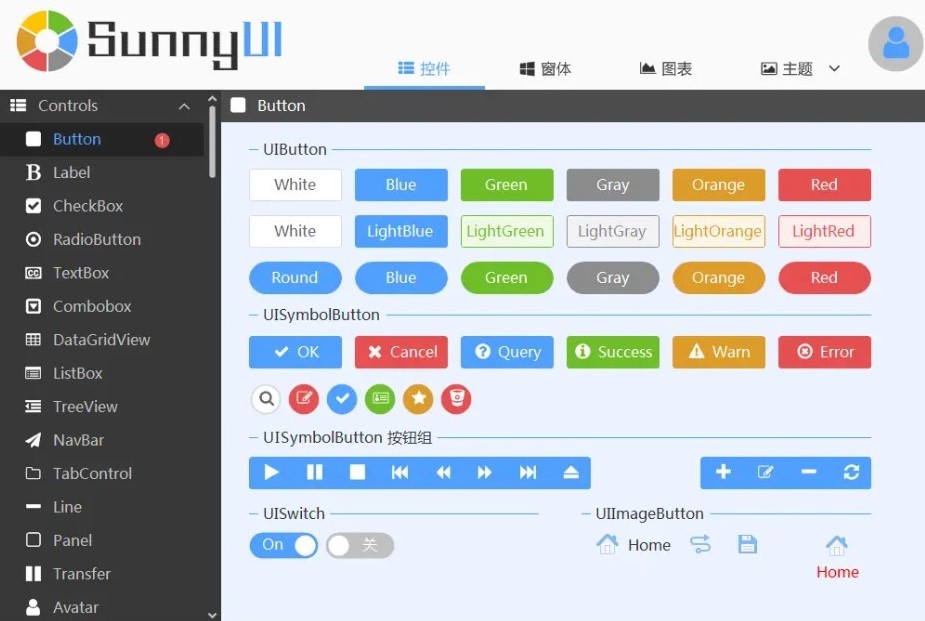 SunnyUI
控件 窗体 图表 主题
Controls
Button 1
Label
CheckBox
RadioButton
TextBox
Combobox
DataGridView
ListBox
TreeView
NavBar
TabControl
Line
Panel
Transfer
Avatar
Button
UIButton
White Blue Green Gray Orange Red
White LightBlue LightGreen LightGray LightOrange LightRed
Round Blue Green Gray Orange Red
UISymbolButton
OK Cancel Query Success Warn Error
UISymbolButton 按钮组
UISwitch
On 关
UIImageButton
Home
Home